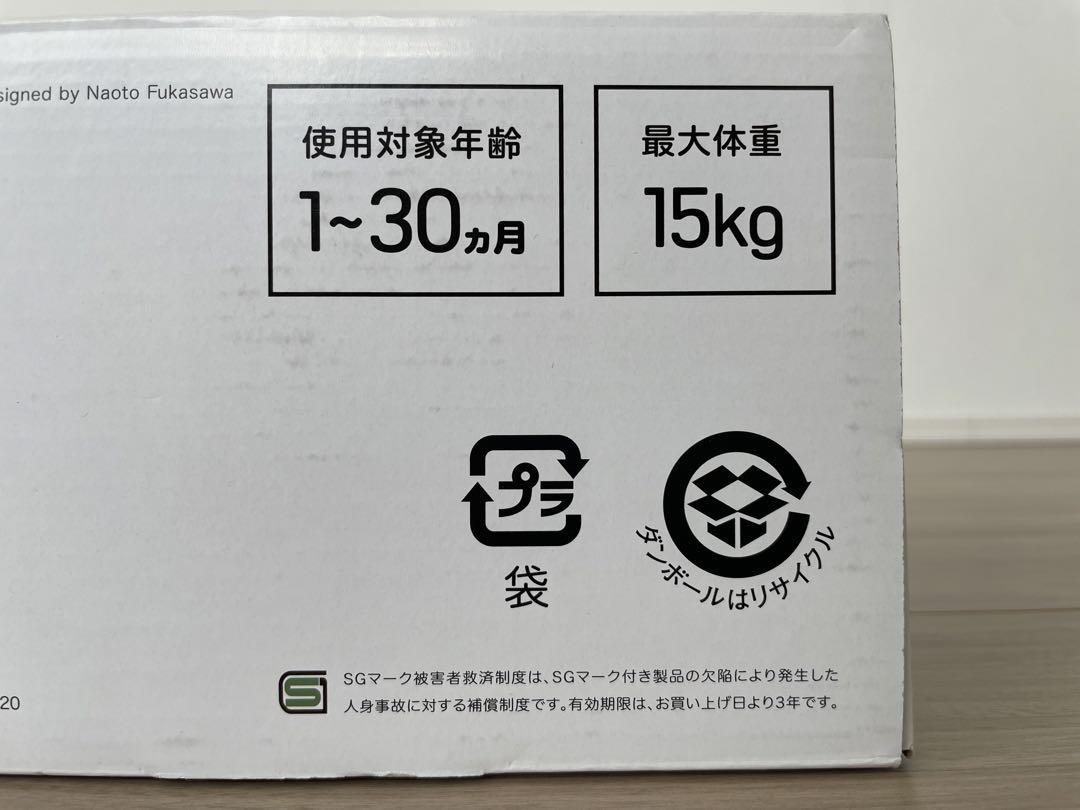 signed by Naoto Fukasawa
使用対象年齢
1~30ヵ月
最大体重
15kg
プラ
袋
ダンボールはリサイクル
S
SGマーク被害者救済制度は、SGマーク付き製品の欠陥により発生した
人身事故に対する補償制度です。有効期限は、お買い上げ日より3年です。
20